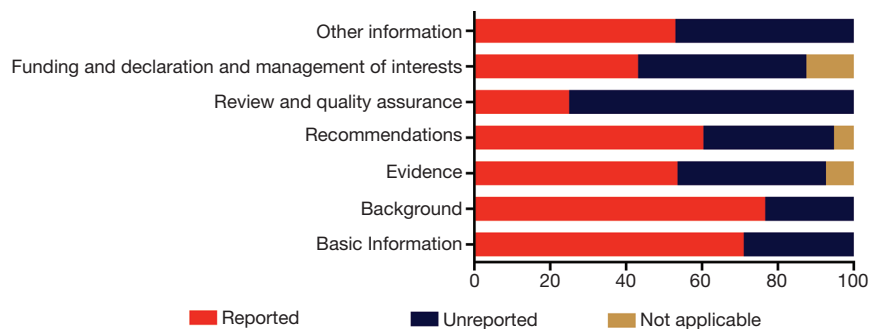 Other information
Funding and declaration and management of interests
Review and quality assurance
Recommendations
Evidence
Background
Basic Information
0 20 40 60 80 100
Reported Unreported Not applicable